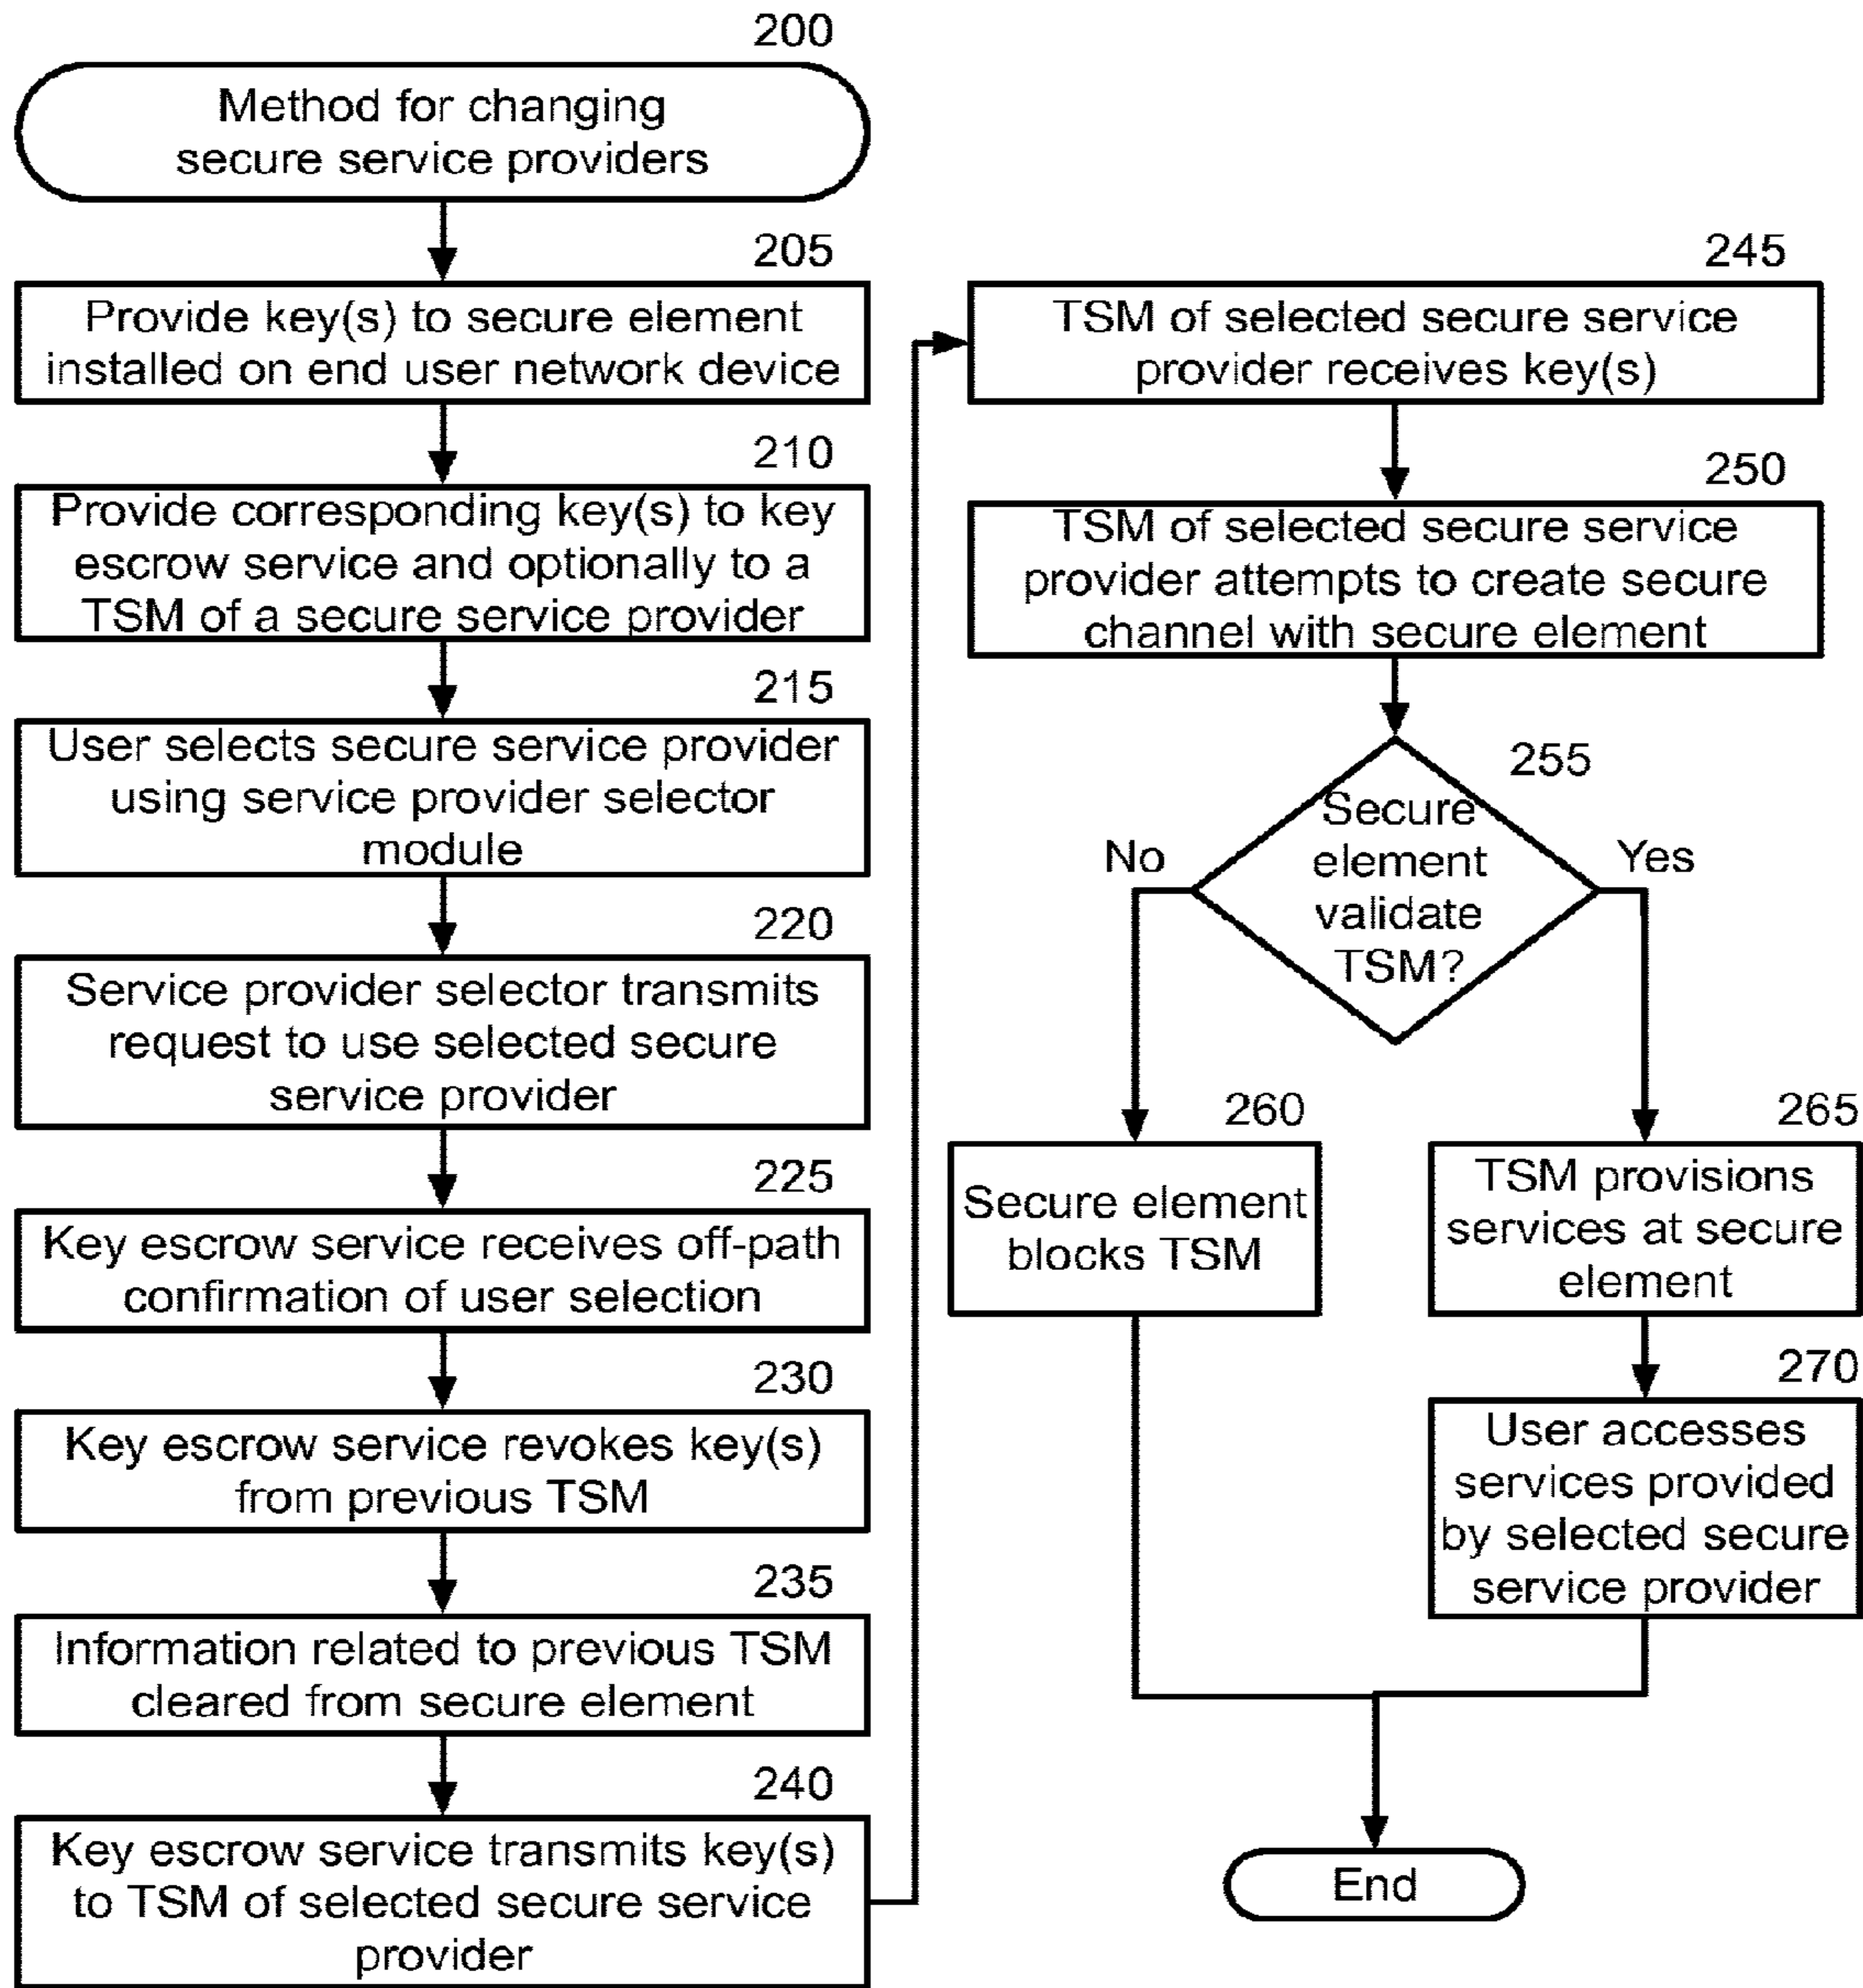 200
Method for changing
secure service providers
205
Provide key(s) to secure element
installed on end user network device
210
Provide corresponding key(s) to key
escrow service and optionally to a
TSM of a secure service provider
215
User selects secure service provider
using service provider selector
module
220
Service provider selector transmits
request to use selected secure
service provider
225
Key escrow service receives off-path
confirmation of user selection
230
Key escrow service revokes key(s)
from previous TSM
235
Information related to previous TSM
cleared from secure element
240
Key escrow service transmits key(s)
to TSM of selected secure service
provider
245
TSM of selected secure service
provider receives key(s)
250
TSM of selected secure service
provider attempts to create secure
channel with secure element
255
Secure
element
validate
TSM?
No
Yes
260
Secure element
blocks TSM
265
TSM provisions
services at secure
element
270
User accesses
services provided
by selected secure
service provider
End